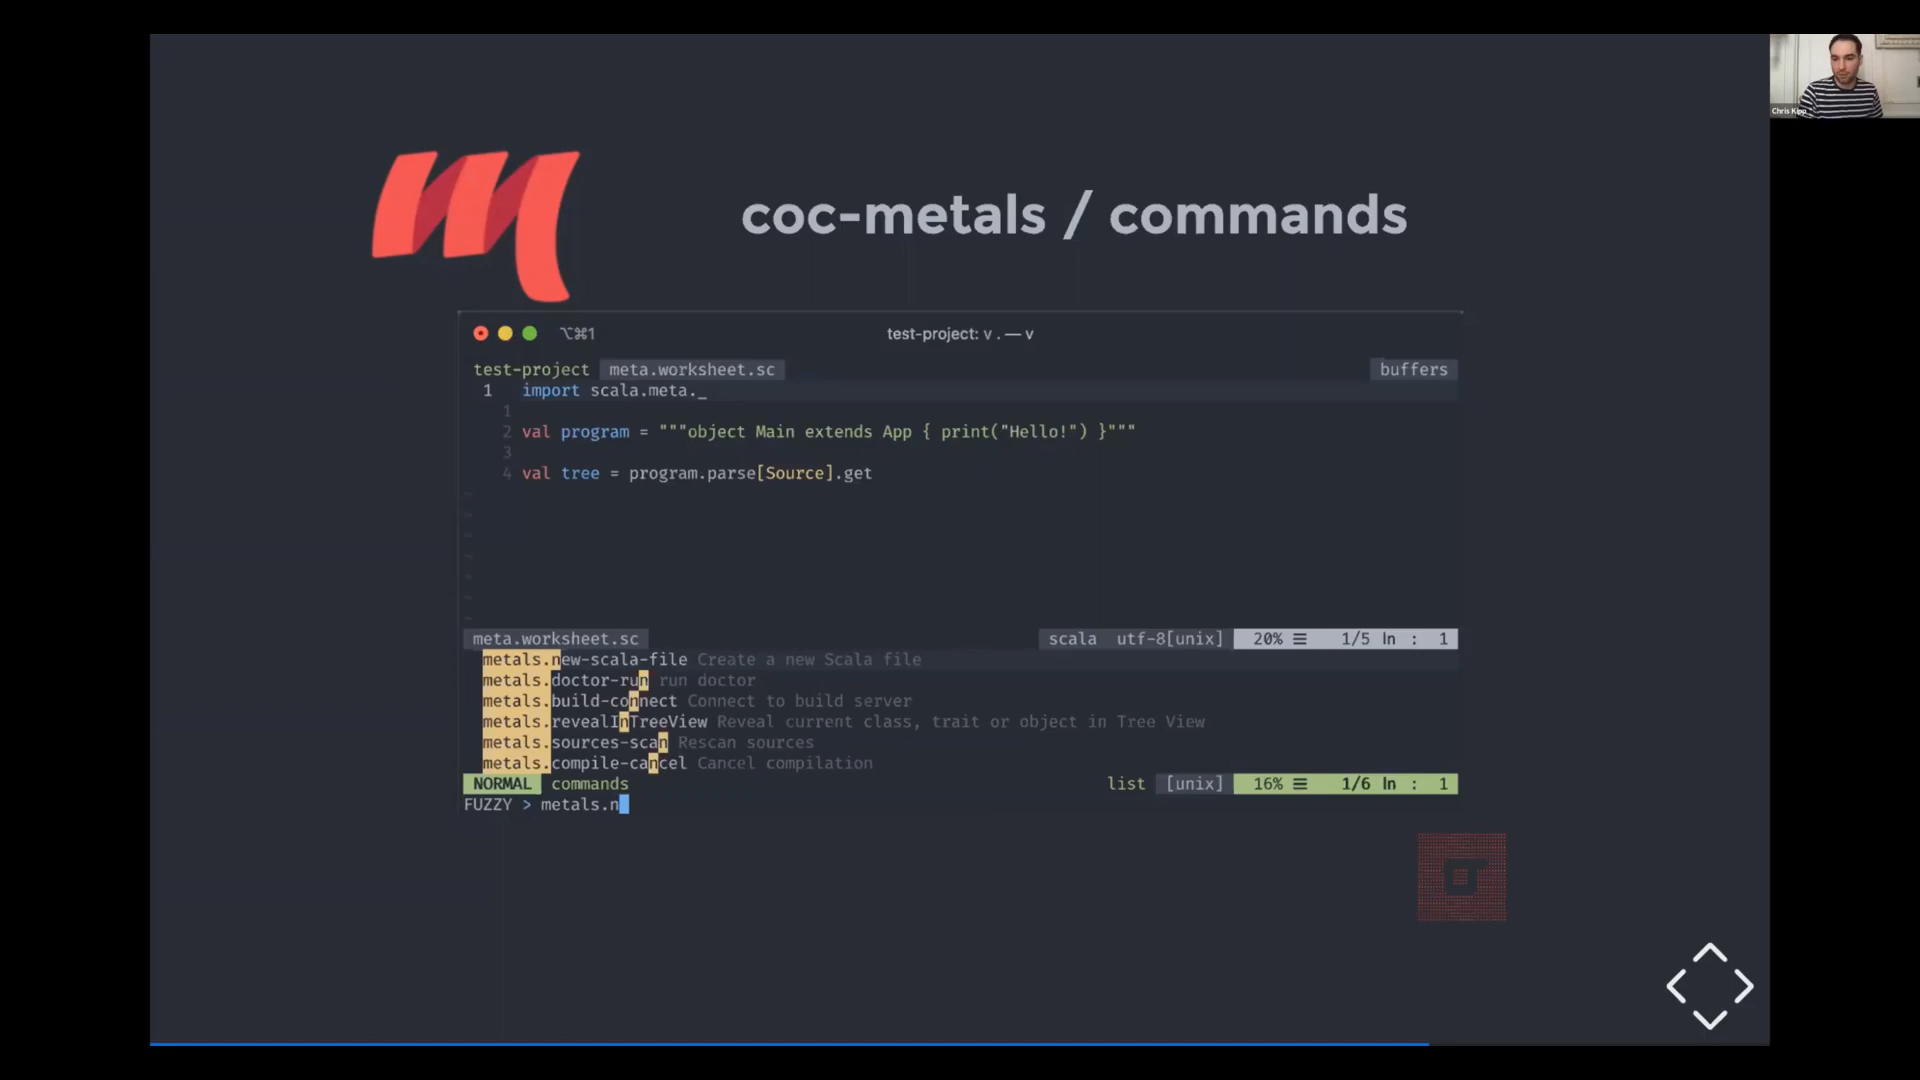 Chris Kipp
coc-metals / commands
⌥⌘1
test-project: v . — v
test-project meta.worksheet.sc buffers
1 import scala.meta._
1
2 val program = """object Main extends App { print("Hello!") }"""
3
4 val tree = program.parse[Source].get
~
~
~
~
~
~
~
meta.worksheet.sc scala utf-8[unix] 20% ☰ 1/5 ln : 1
metals.new-scala-file Create a new Scala file
metals.doctor-run run doctor
metals.build-connect Connect to build server
metals.revealInTreeView Reveal current class, trait or object in Tree View
metals.sources-scan Rescan sources
metals.compile-cancel Cancel compilation
NORMAL commands list [unix] 16% ☰ 1/6 ln : 1
FUZZY > metals.n